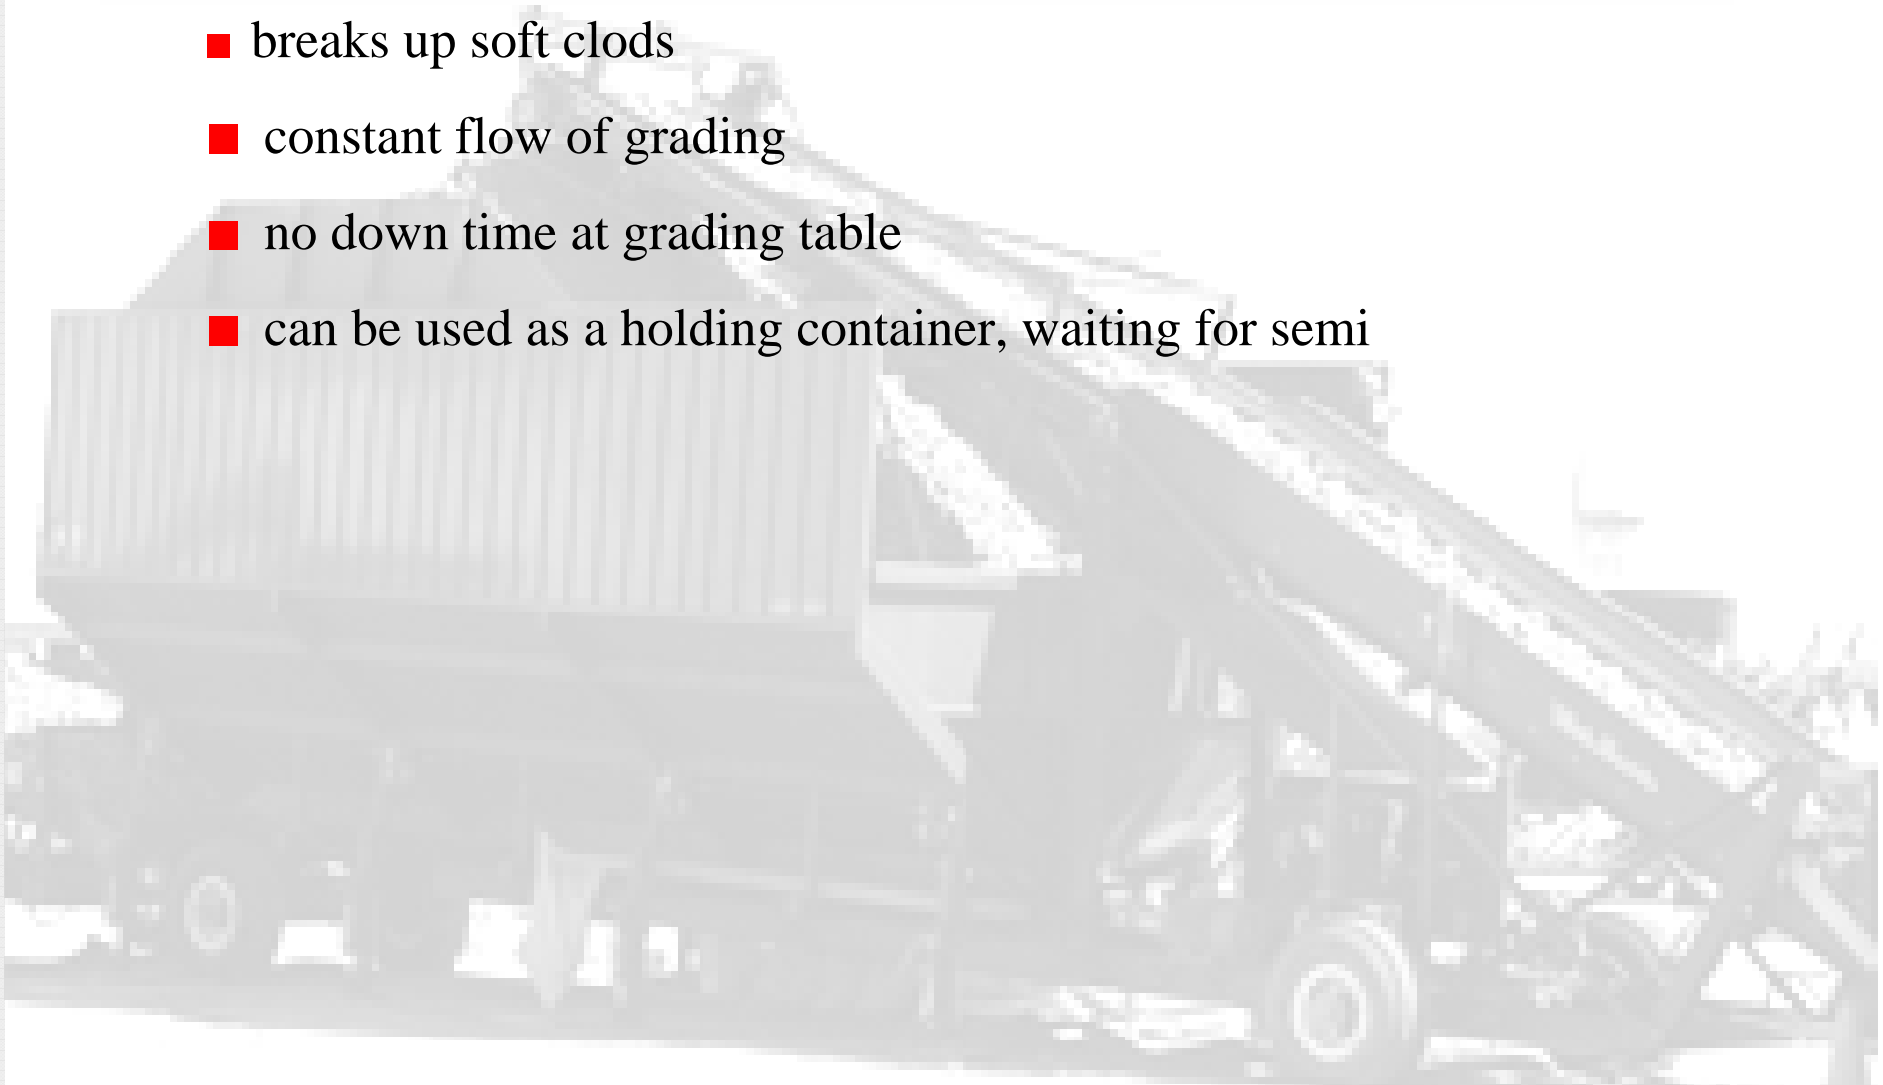 breaks up soft clods
constant flow of grading
no down time at grading table
can be used as a holding container, waiting for semi